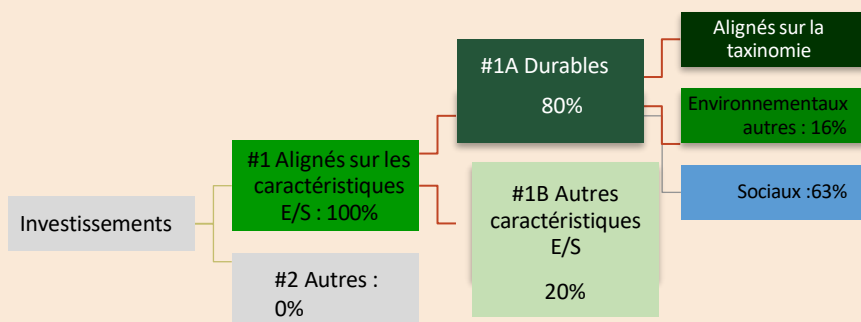 Investissements
#1 Alignés sur les
caractéristiques
E/S : 100%
#2 Autres :
0%
#1A Durables
80%
#1B Autres
caractéristiques
E/S
20%
Alignés sur la
taxinomie
Environnementaux
autres : 16%
Sociaux :63%